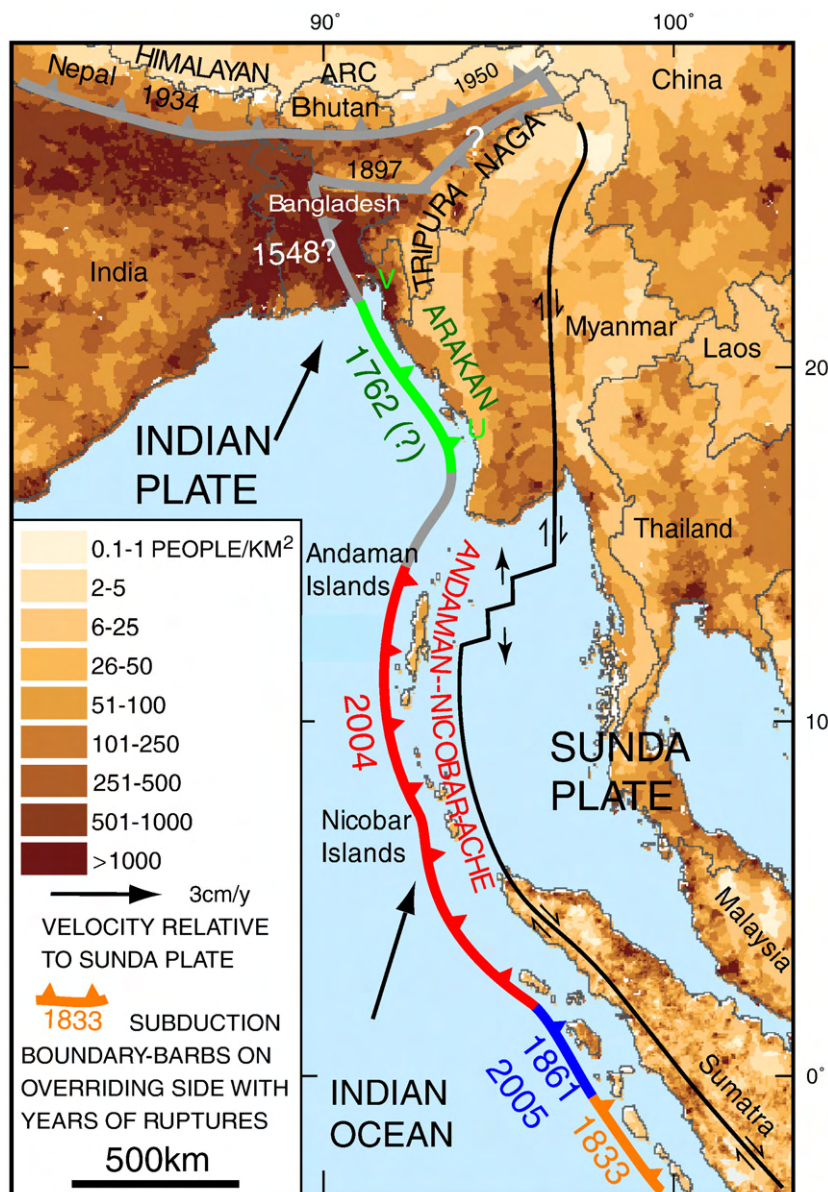 90°
100°
HIMALAYAN ARC
Nepal
1934
Bhutan
1950
China
?
1897
TRIPURA NAGA
Bangladesh
1548?
India
V
ARAKAN
U
Myanmar
Laos
20
1762 (?)
INDIAN
PLATE
Thailand
Andaman
Islands
ANDAMAN--NICOBAR-ACHE
2004
10
SUNDA
PLATE
Nicobar
Islands
Malaysia
Sumatra
0°
1861
2005
1833
INDIAN
OCEAN
0.1-1 PEOPLE/KM2
2-5
6-25
26-50
51-100
101-250
251-500
501-1000
>1000
3cm/y
VELOCITY RELATIVE
TO SUNDA PLATE
1833 SUBDUCTION
BOUNDARY-BARBS ON
OVERRIDING SIDE WITH
YEARS OF RUPTURES
500km